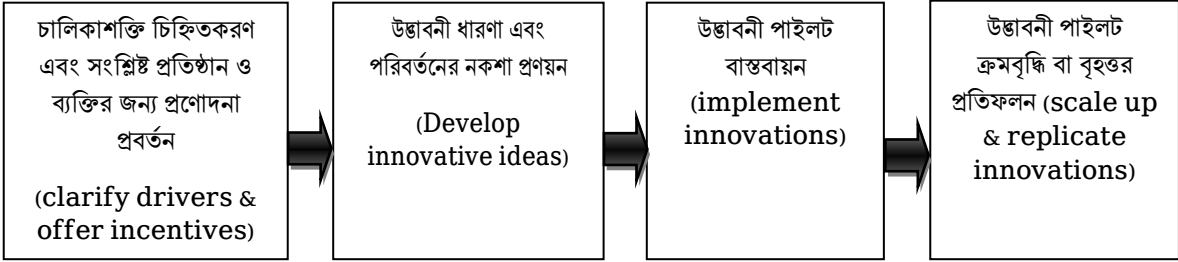 চালিকাশক্তি চিহ্নিতকরণ
এবং সংশ্লিষ্ট প্রতিষ্ঠান ও
ব্যক্তির জন্য প্রণোদনা
প্রবর্তন
(clarify drivers &
offer incentives)
উদ্ভাবনী ধারণা এবং
পরিবর্তনের নকশা প্রণয়ন
(Develop
innovative ideas)
উদ্ভাবনী পাইলট
বাস্তবায়ন
(implement
innovations)
উদ্ভাবনী পাইলট
ক্রমবৃদ্ধি বা বৃহত্তর
প্রতিফলন (scale up
& replicate
innovations)